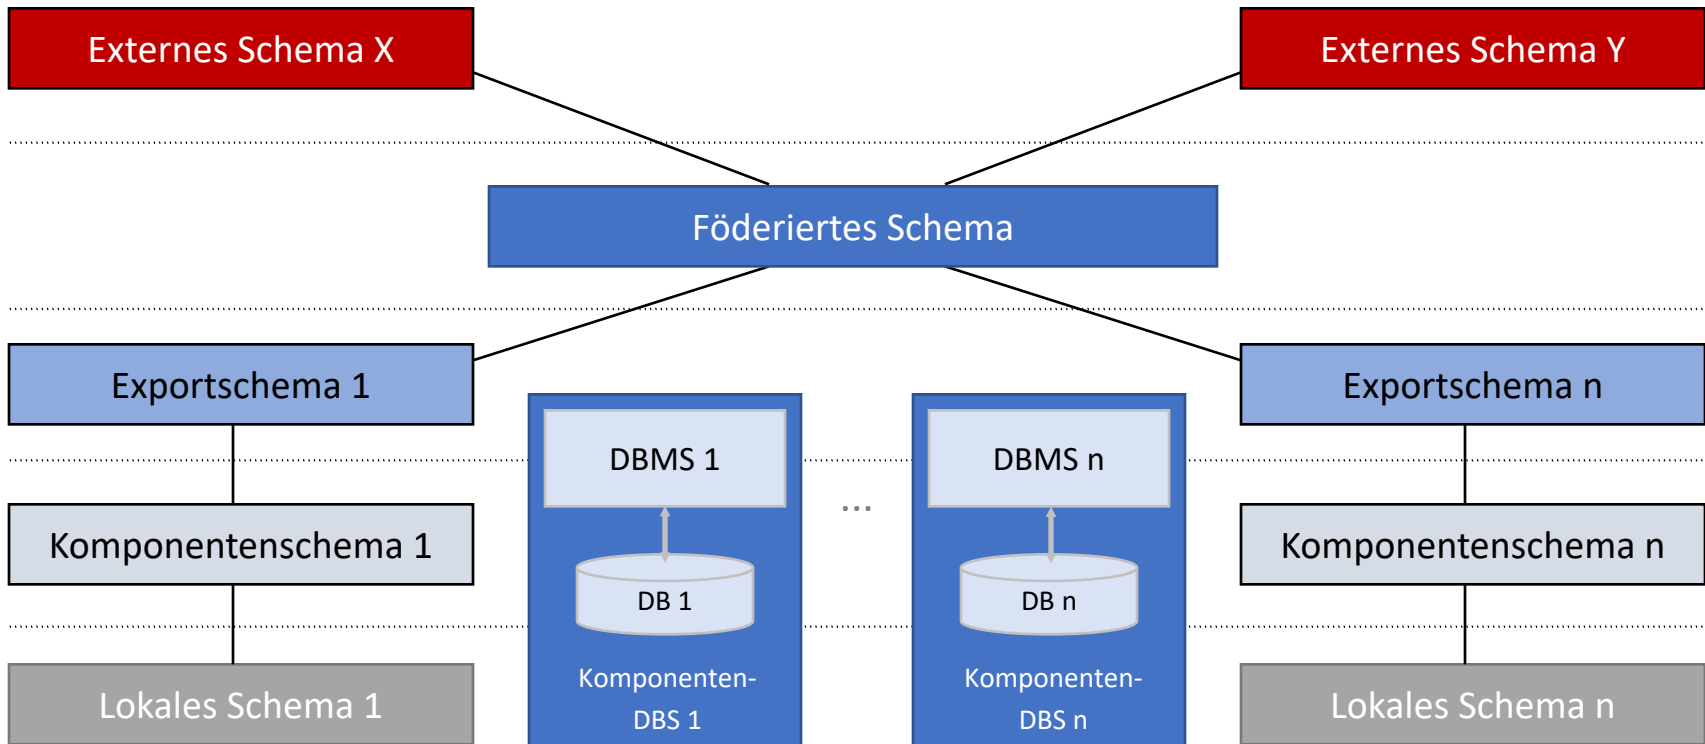 Externes Schema X
Externes Schema Y
Föderiertes Schema
Exportschema 1
Exportschema n
DBMS 1
DBMS n
...
Komponentenschema 1
Komponentenschema n
DB 1
DB n
Komponenten-
DBS 1
Komponenten-
DBS n
Lokales Schema 1
Lokales Schema n